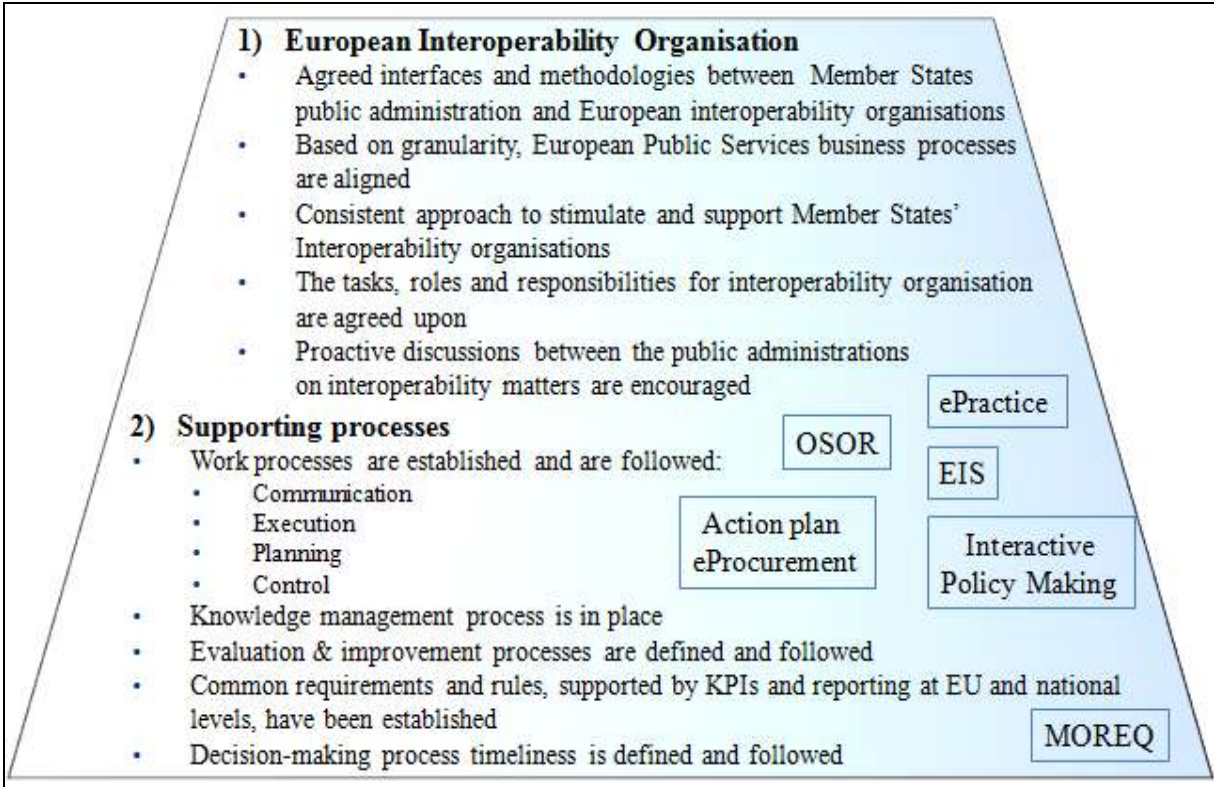 1) European Interoperability Organisation
• Agreed interfaces and methodologies between Member States
public administration and European interoperability organisations
• Based on granularity, European Public Services business processes
are aligned
• Consistent approach to stimulate and support Member States’
Interoperability organisations
• The tasks, roles and responsibilities for interoperability organisation
are agreed upon
• Proactive discussions between the public administrations
on interoperability matters are encouraged
ePractice
2) Supporting processes
OSOR
• Work processes are established and are followed:
EIS
• Communication
• Execution
• Planning
• Control
Action plan
eProcurement
Interactive
Policy Making
• Knowledge management process is in place
• Evaluation & improvement processes are defined and followed
• Common requirements and rules, supported by KPIs and reporting at EU and national
levels, have been established
MOREQ
• Decision-making process timeliness is defined and followed